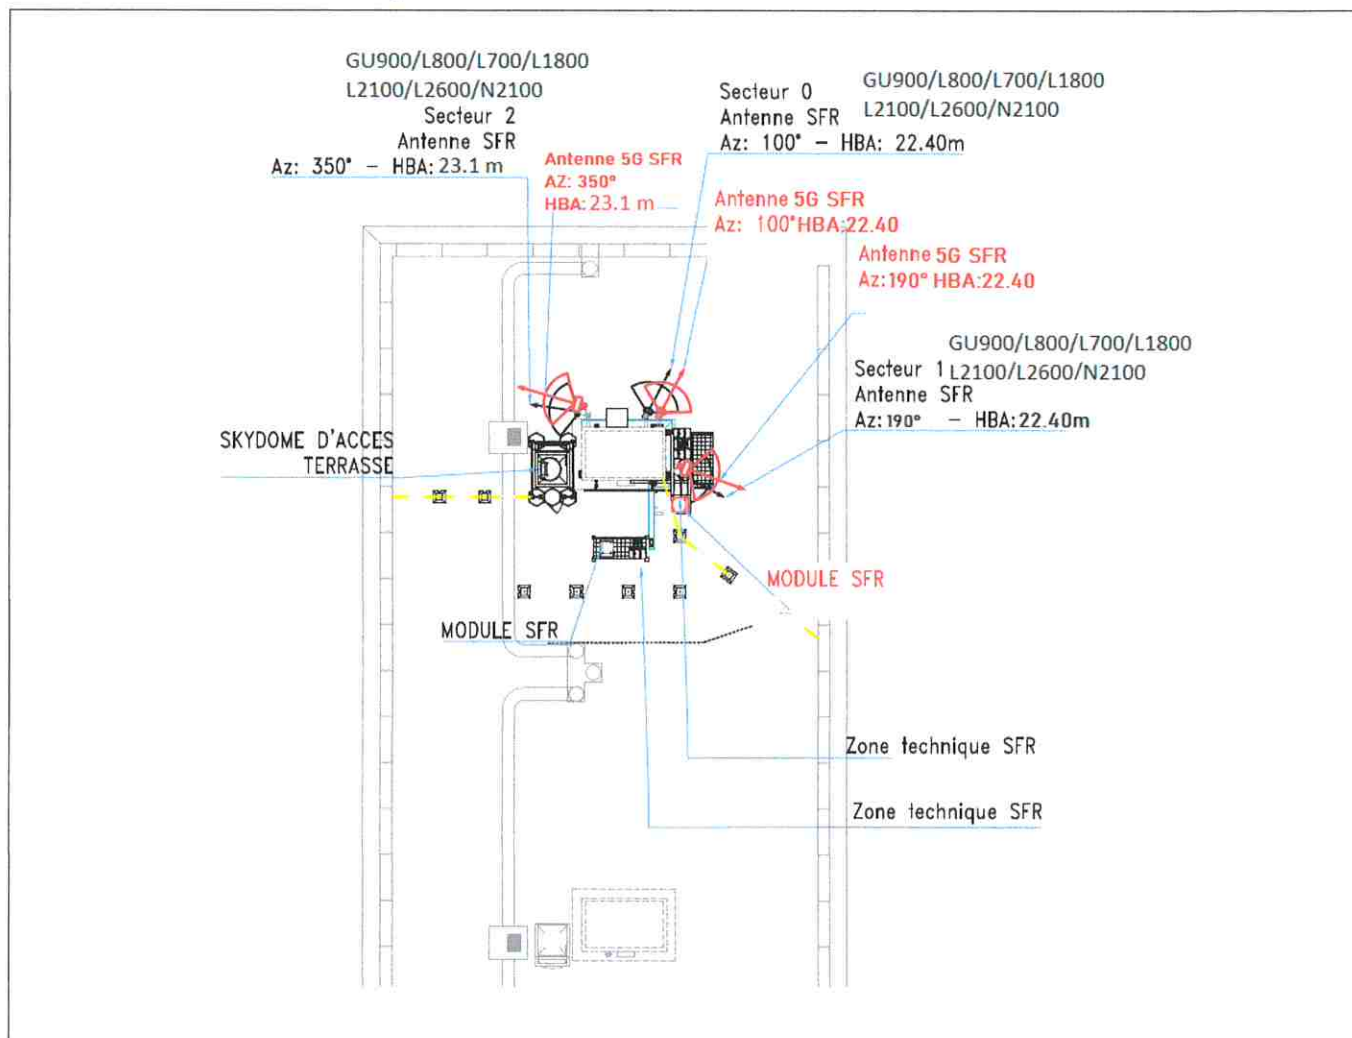 GU900/L800/L700/L1800
L2100/L2600/N2100
Secteur 2
Antenne SFR
Az: 350° - HBA: 23.1 m
Antenne 5G SFR
AZ: 350°
HBA: 23.1 m
Secteur 0
Antenne SFR
Az: 100° - HBA: 22.40m
GU900/L800/L700/L1800
L2100/L2600/N2100
Antenne 5G SFR
Az: 100°HBA:22.40
Antenne 5G SFR
Az:190° HBA:22.40
GU900/L800/L700/L1800
Secteur 1 L2100/L2600/N2100
Antenne SFR
Az:190° - HBA:22.40m
SKYDOME D'ACCES
TERRASSE
MODULE SFR
MODULE SFR
Zone technique SFR
Zone technique SFR